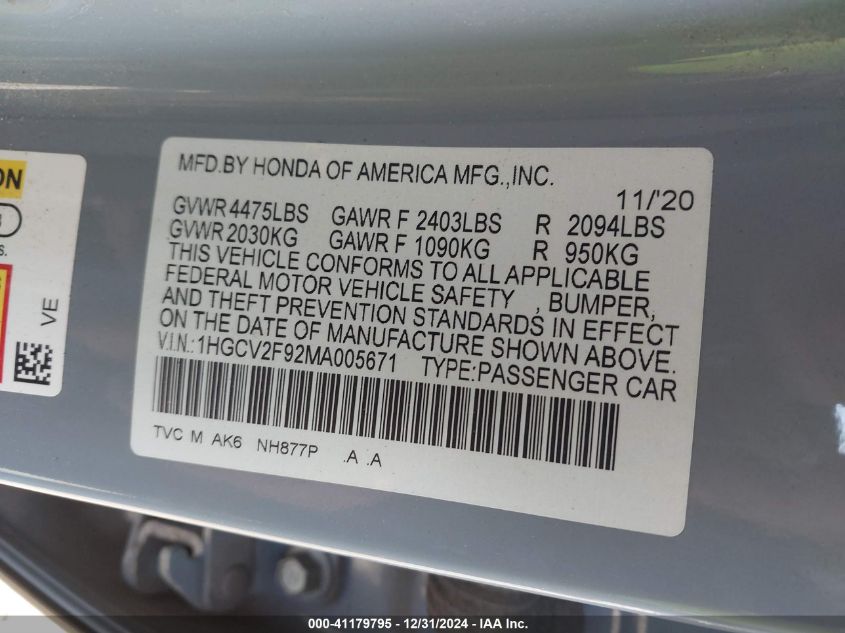 MFD.BY HONDA OF AMERICA MFG.,INC.
11/'20
GVWR 4475LBS GAWR F 2403LBS R 2094LBS
GVWR 2030KG GAWR F 1090KG R 950KG
THIS VEHICLE CONFORMS TO ALL APPLICABLE
FEDERAL MOTOR VEHICLE SAFETY , BUMPER,
AND THEFT PREVENTION STANDARDS IN EFFECT
ON THE DATE OF MANUFACTURE SHOWN ABOVE.
V.I.N.:1HGCV2F92MA005671 TYPE:PASSENGER CAR
TVC M AK6 NH877P .A .A
VE
000-41179795 - 12/31/2024 - IAA Inc.